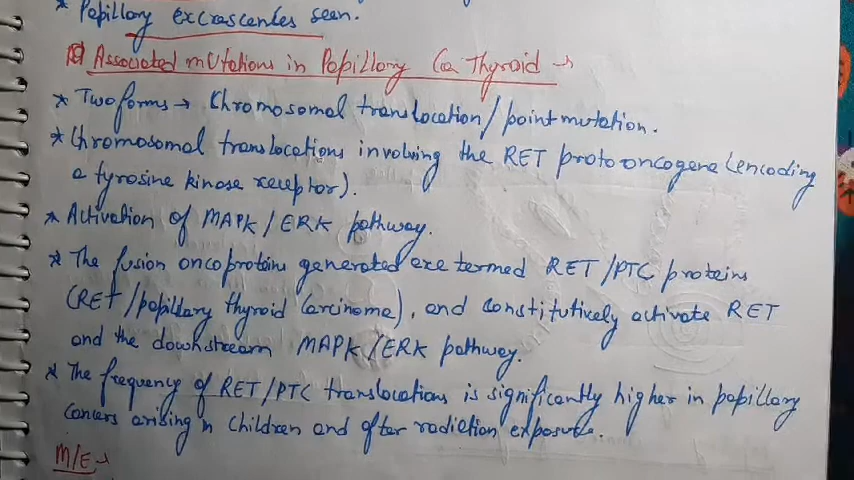 * Papillary excrascentes seen.
Associated mutations in Papillary Ca Thyroid →
* Two forms → Chromosomal translocation/point mutation.
* Chromosomal translocations involving the RET protooncogene (encoding
a tyrosine kinase receptor).
* Activation of MAPK/ERK pathway.
* The fusion oncoproteins generated are termed RET/PTC proteins
(RET/papillary thyroid Carcinoma), and constitutively activate RET
and the downstream MAPK/ERK pathway.
* The frequency of RET/PTC translocations is significantly higher in papillary
cancers arising in children and after radiation exposure.
M/E→